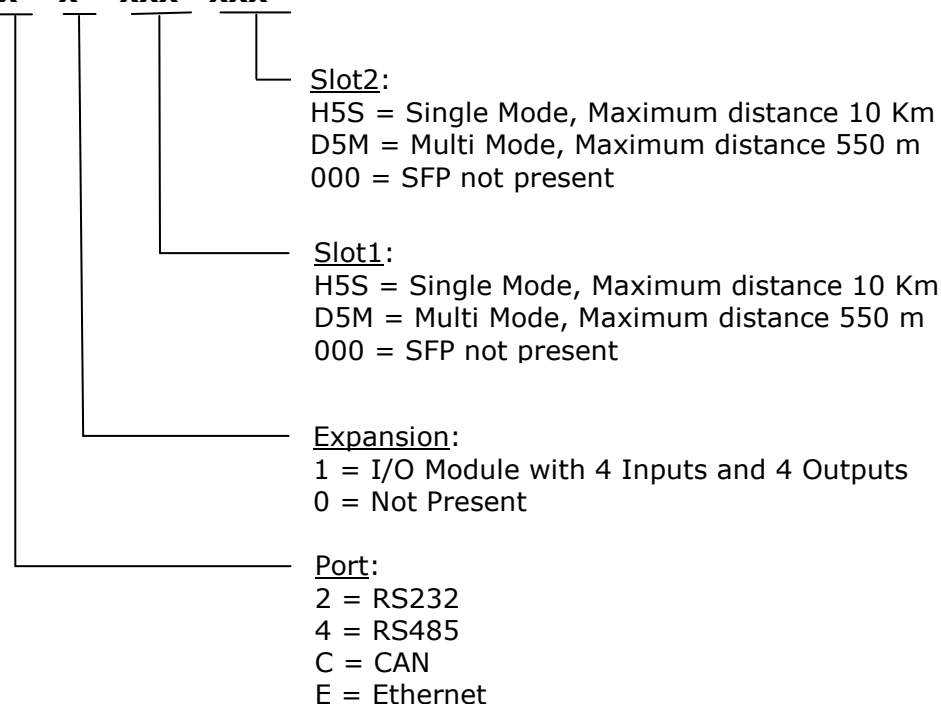 Slot2:
H5S = Single Mode, Maximum distance 10 Km
D5M = Multi Mode, Maximum distance 550 m
000 = SFP not present
Slot1:
H5S = Single Mode, Maximum distance 10 Km
D5M = Multi Mode, Maximum distance 550 m
000 = SFP not present
Expansion:
1 = I/O Module with 4 Inputs and 4 Outputs
0 = Not Present
Port:
2 = RS232
4 = RS485
C = CAN
E = Ethernet